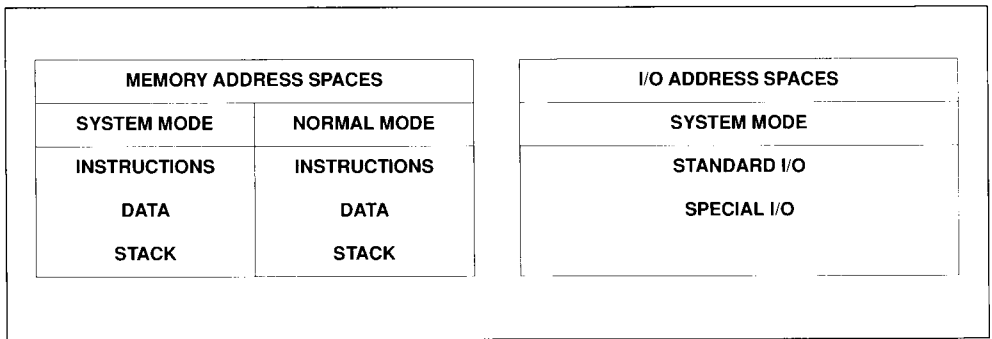 MEMORY ADDRESS SPACES
SYSTEM MODE NORMAL MODE
INSTRUCTIONS INSTRUCTIONS
DATA DATA
STACK STACK
I/O ADDRESS SPACES
SYSTEM MODE
STANDARD I/O
SPECIAL I/O